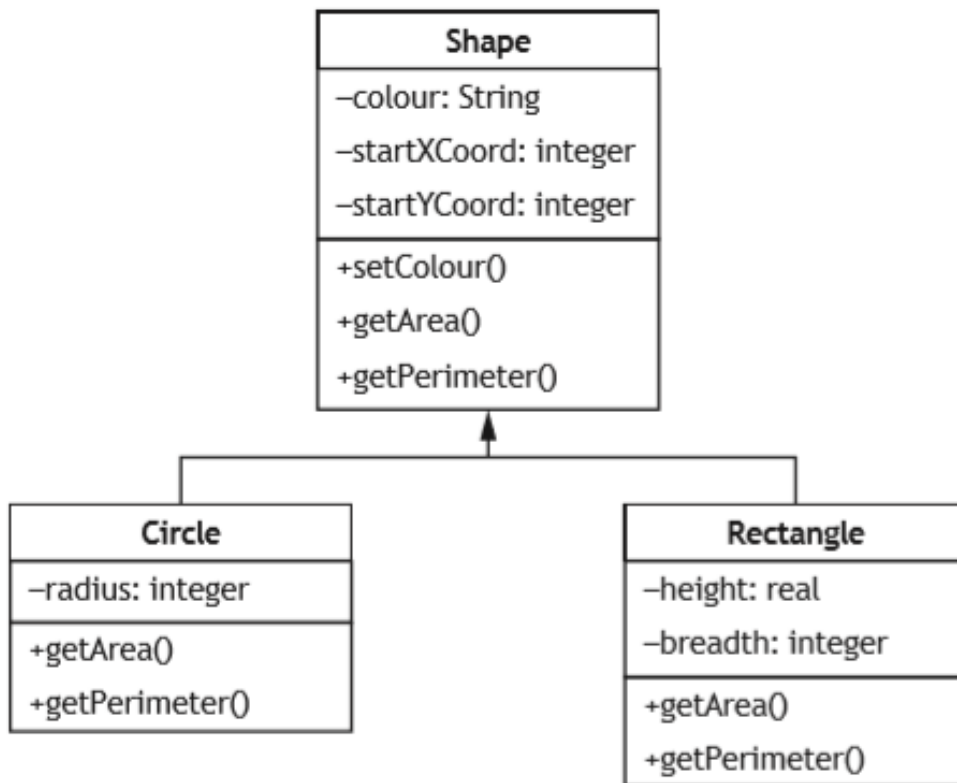 Shape
–colour: String
–startXCoord: integer
–startYCoord: integer
+setColour()
+getArea()
+getPerimeter()
Circle
–radius: integer
+getArea()
+getPerimeter()
Rectangle
–height: real
–breadth: integer
+getArea()
+getPerimeter()